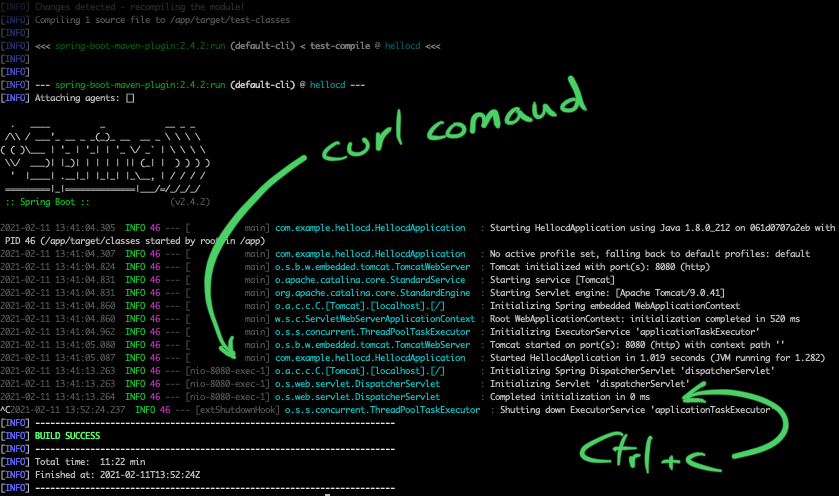 [INFO] Changes detected - recompiling the module!
[INFO] Compiling 1 source file to /app/target/test-classes
[INFO]
[INFO] <<< spring-boot-maven-plugin:2.4.2:run (default-cli) < test-compile @ hellocd <<<
[INFO]
[INFO]
[INFO] --- spring-boot-maven-plugin:2.4.2:run (default-cli) @ hellocd ---
[INFO] Attaching agents: []
curl comand
  .   ____          _            __ _ _
 /\\ / ___'_ __ _ _(_)_ __  __ _ \ \ \ \
( ( )\___ | '_ | '_| | '_ \/ _` | \ \ \ \
 \\/  ___)| |_)| | | | | || (_| |  ) ) ) )
  '  |____| .__|_| |_|_| |_\__, | / / / /
 =========|_|==============|___/=/_/_/_/
 :: Spring Boot ::                (v2.4.2)
2021-02-11 13:41:04.305  INFO 46 --- [           main] com.example.hellocd.HellocdApplication   : Starting HellocdApplication using Java 1.8.0_212 on 061d0707a2eb with
 PID 46 (/app/target/classes started by root in /app)
2021-02-11 13:41:04.307  INFO 46 --- [           main] com.example.hellocd.HellocdApplication   : No active profile set, falling back to default profiles: default
2021-02-11 13:41:04.824  INFO 46 --- [           main] o.s.b.w.embedded.tomcat.TomcatWebServer  : Tomcat initialized with port(s): 8080 (http)
2021-02-11 13:41:04.831  INFO 46 --- [           main] o.apache.catalina.core.StandardService   : Starting service [Tomcat]
2021-02-11 13:41:04.831  INFO 46 --- [           main] org.apache.catalina.core.StandardEngine  : Starting Servlet engine: [Apache Tomcat/9.0.41]
2021-02-11 13:41:04.860  INFO 46 --- [           main] o.a.c.c.C.[Tomcat].[localhost].[/]       : Initializing Spring embedded WebApplicationContext
2021-02-11 13:41:04.860  INFO 46 --- [           main] w.s.c.ServletWebServerApplicationContext : Root WebApplicationContext: initialization completed in 520 ms
2021-02-11 13:41:04.962  INFO 46 --- [           main] o.s.s.concurrent.ThreadPoolTaskExecutor  : Initializing ExecutorService 'applicationTaskExecutor'
2021-02-11 13:41:05.080  INFO 46 --- [           main] o.s.b.w.embedded.tomcat.TomcatWebServer  : Tomcat started on port(s): 8080 (http) with context path ''
2021-02-11 13:41:05.087  INFO 46 --- [           main] com.example.hellocd.HellocdApplication   : Started HellocdApplication in 1.019 seconds (JVM running for 1.282)
2021-02-11 13:41:13.263  INFO 46 --- [nio-8080-exec-1] o.a.c.c.C.[Tomcat].[localhost].[/]       : Initializing Spring DispatcherServlet 'dispatcherServlet'
2021-02-11 13:41:13.263  INFO 46 --- [nio-8080-exec-1] o.s.web.servlet.DispatcherServlet        : Initializing Servlet 'dispatcherServlet'
2021-02-11 13:41:13.264  INFO 46 --- [nio-8080-exec-1] o.s.web.servlet.DispatcherServlet        : Completed initialization in 0 ms
^C2021-02-11 13:52:24.237  INFO 46 --- [extShutdownHook] o.s.s.concurrent.ThreadPoolTaskExecutor  : Shutting down ExecutorService 'applicationTaskExecutor'
[INFO] ------------------------------------------------------------------------
[INFO] BUILD SUCCESS
[INFO] ------------------------------------------------------------------------
[INFO] Total time:  11:22 min
[INFO] Finished at: 2021-02-11T13:52:24Z
[INFO] ------------------------------------------------------------------------
Ctrl+C